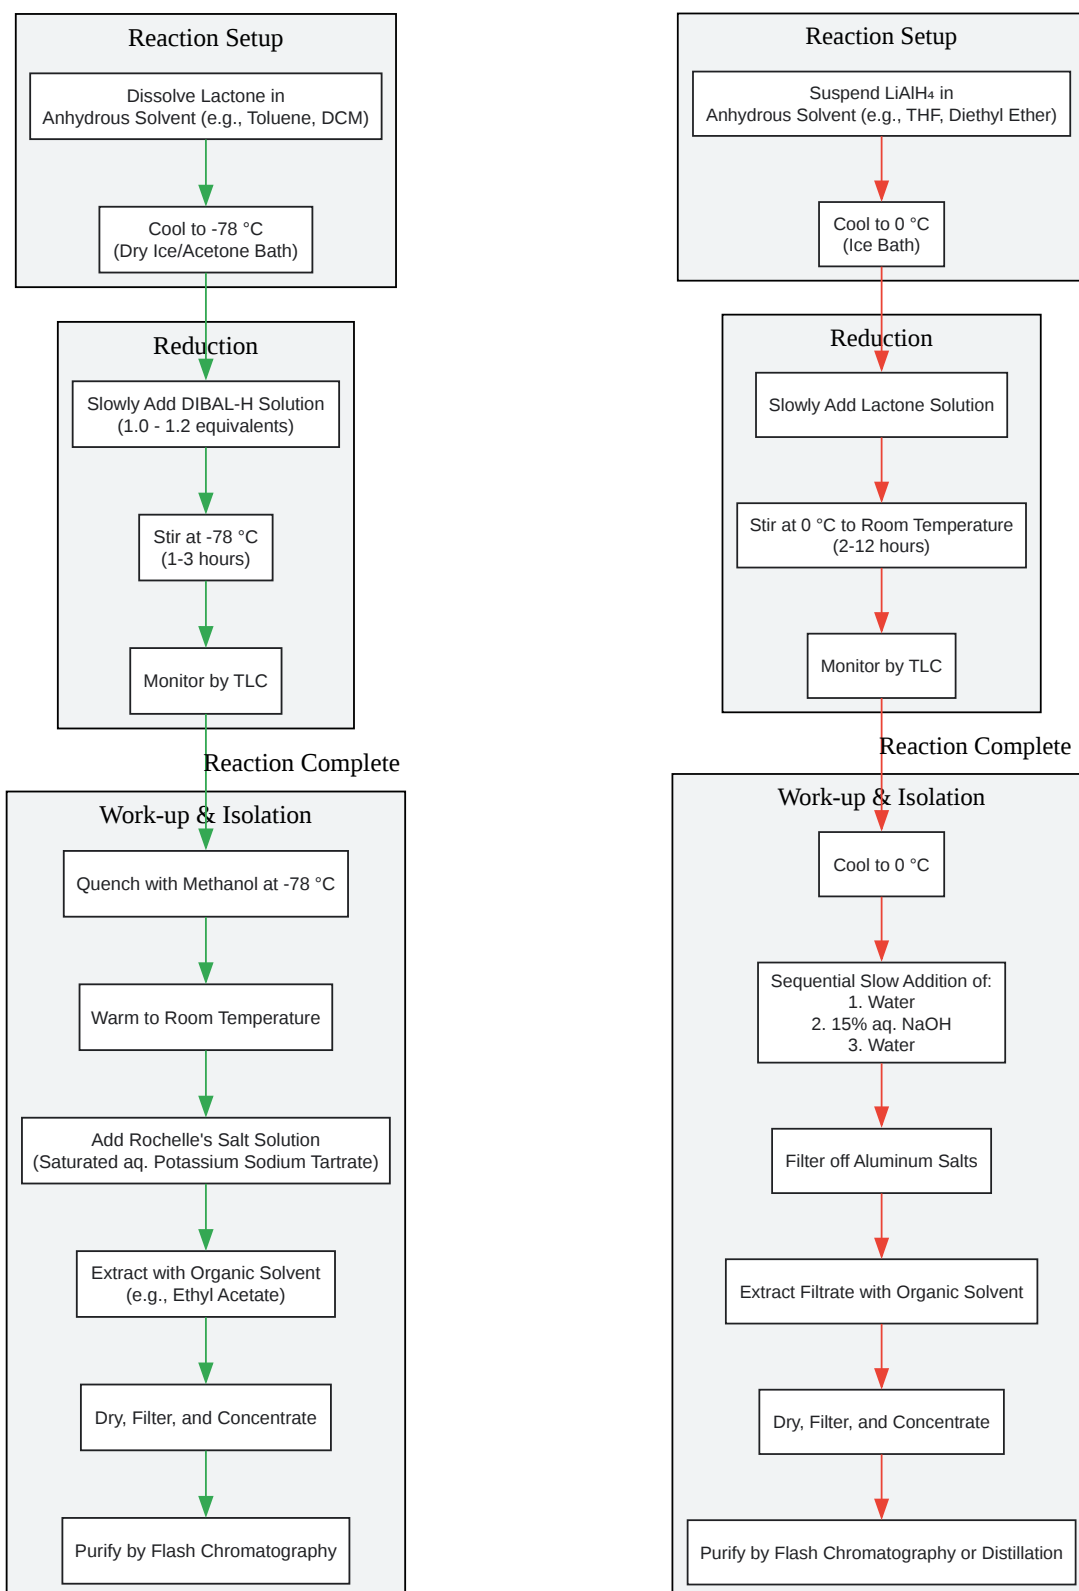 Reaction Setup
Dissolve Lactone in
Anhydrous Solvent (e.g., Toluene, DCM)
Cool to -78 °C
(Dry Ice/Acetone Bath)
Reduction
Slowly Add DIBAL-H Solution
(1.0 - 1.2 equivalents)
Stir at -78 °C
(1-3 hours)
Monitor by TLC
Reaction Complete
Work-up & Isolation
Quench with Methanol at -78 °C
Warm to Room Temperature
Add Rochelle's Salt Solution
(Saturated aq. Potassium Sodium Tartrate)
Extract with Organic Solvent
(e.g., Ethyl Acetate)
Dry, Filter, and Concentrate
Purify by Flash Chromatography
Reaction Setup
Suspend LiAlH₄ in
Anhydrous Solvent (e.g., THF, Diethyl Ether)
Cool to 0 °C
(Ice Bath)
Reduction
Slowly Add Lactone Solution
Stir at 0 °C to Room Temperature
(2-12 hours)
Monitor by TLC
Reaction Complete
Work-up & Isolation
Cool to 0 °C
Sequential Slow Addition of:
1. Water
2. 15% aq. NaOH
3. Water
Filter off Aluminum Salts
Extract Filtrate with Organic Solvent
Dry, Filter, and Concentrate
Purify by Flash Chromatography or Distillation